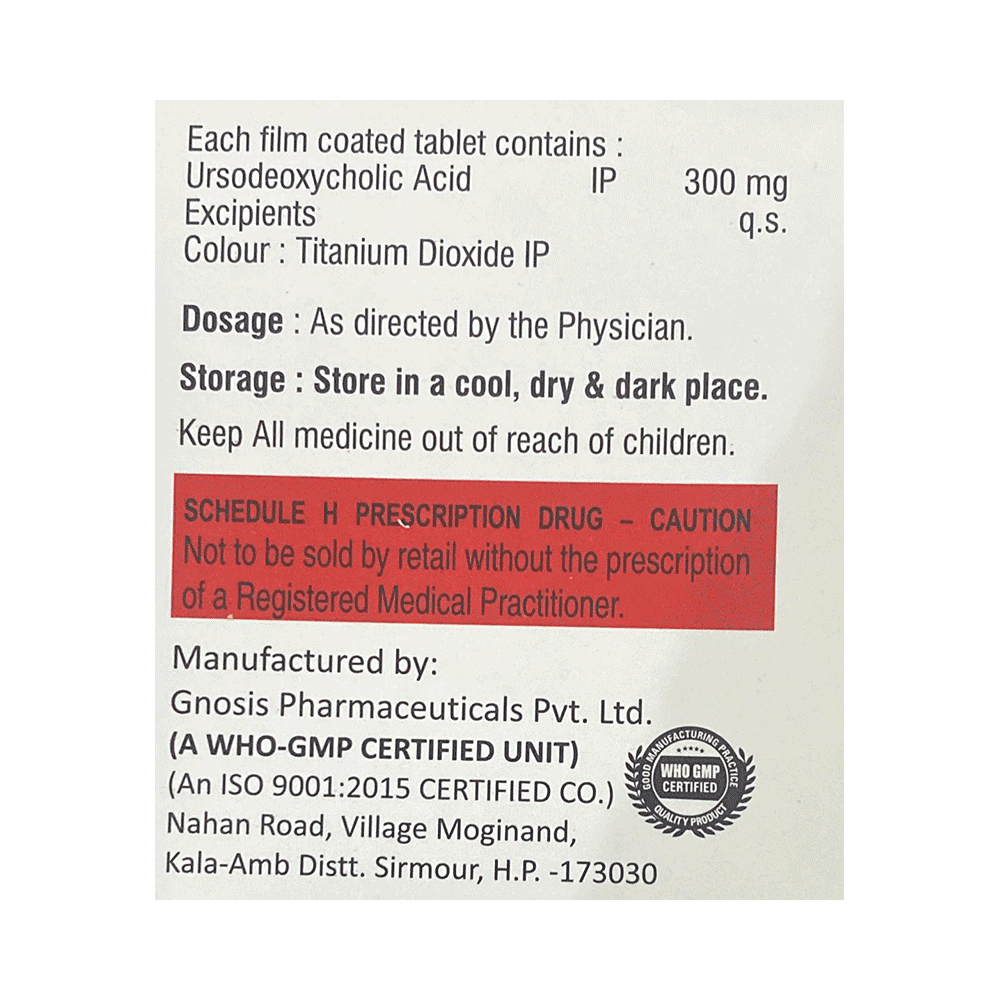 Each film coated tablet contains :
Ursodeoxycholic Acid IP 300 mg
Excipients q.s.
Colour : Titanium Dioxide IP
Dosage : As directed by the Physician.
Storage : Store in a cool, dry & dark place.
Keep All medicine out of reach of children.
SCHEDULE H PRESCRIPTION DRUG – CAUTION
Not to be sold by retail without the prescription
of a Registered Medical Practitioner.
Manufactured by:
Gnosis Pharmaceuticals Pvt. Ltd.
(A WHO-GMP CERTIFIED UNIT)
(An ISO 9001:2015 CERTIFIED CO.)
Nahan Road, Village Moginand,
Kala-Amb Distt. Sirmour, H.P. -173030
GOOD MANUFACTURING PRACTICE
WHO GMP
CERTIFIED
QUALITY PRODUCT